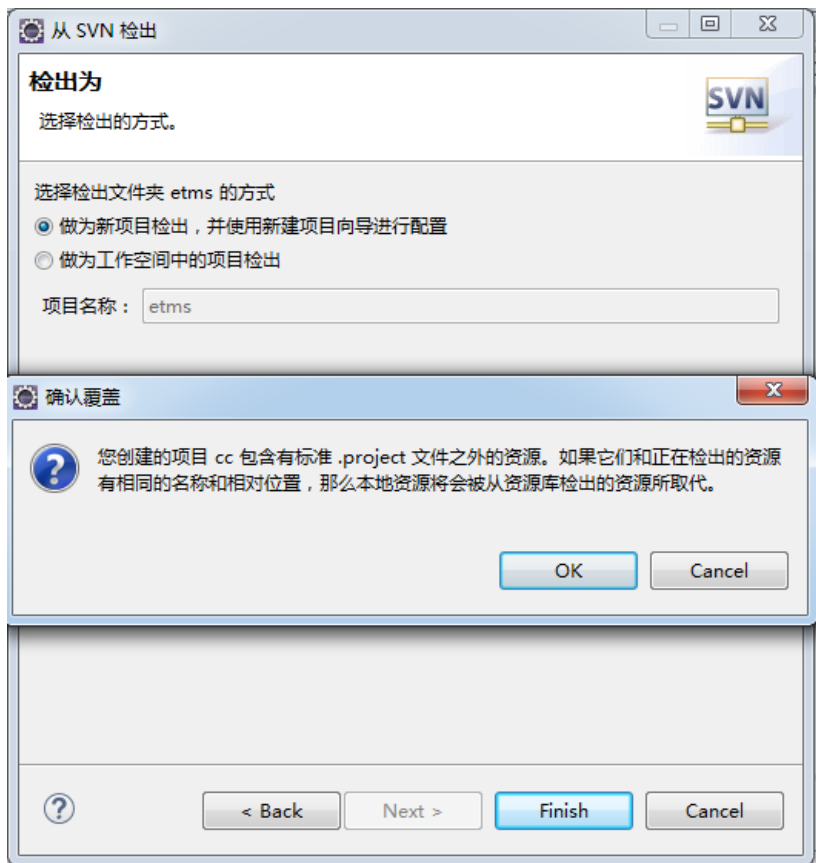 从 SVN 检出
检出为
选择检出的方式。
SVN
选择检出文件夹 etms 的方式
做为新项目检出，并使用新建项目向导进行配置
做为工作空间中的项目检出
项目名称： etms
确认覆盖
您创建的项目 cc 包含有标准 .project 文件之外的资源。如果它们和正在检出的资源
有相同的名称和相对位置，那么本地资源将会被从资源库检出的资源所取代。
OK Cancel
? < Back Next > Finish Cancel